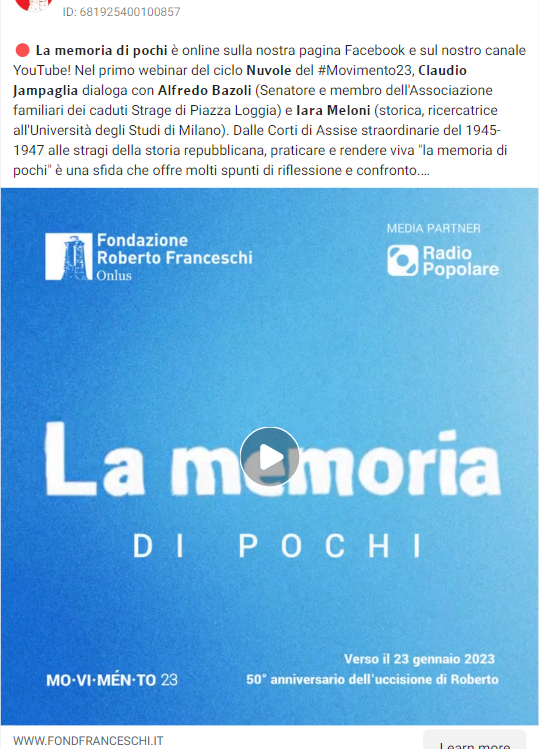 ID: 681925400100857
🔴 La memoria di pochi è online sulla nostra pagina Facebook e sul nostro canale
YouTube! Nel primo webinar del ciclo Nuvole del #Movimento23, Claudio
Jampaglia dialoga con Alfredo Bazoli (Senatore e membro dell'Associazione
familiari dei caduti Strage di Piazza Loggia) e Iara Meloni (storica, ricercatrice
all'Università degli Studi di Milano). Dalle Corti di Assise straordinarie del 1945-
1947 alle stragi della storia repubblicana, praticare e rendere viva "la memoria di
pochi" è una sfida che offre molti spunti di riflessione e confronto....
Fondazione
Roberto Franceschi
Onlus
MEDIA PARTNER
Radio
Popolare
La memoria
DI POCHI
Verso il 23 gennaio 2023
MO·VI·MÉN·TO 23
50° anniversario dell'uccisione di Roberto
WWW.FONDFRANCESCHI.IT
Learn more